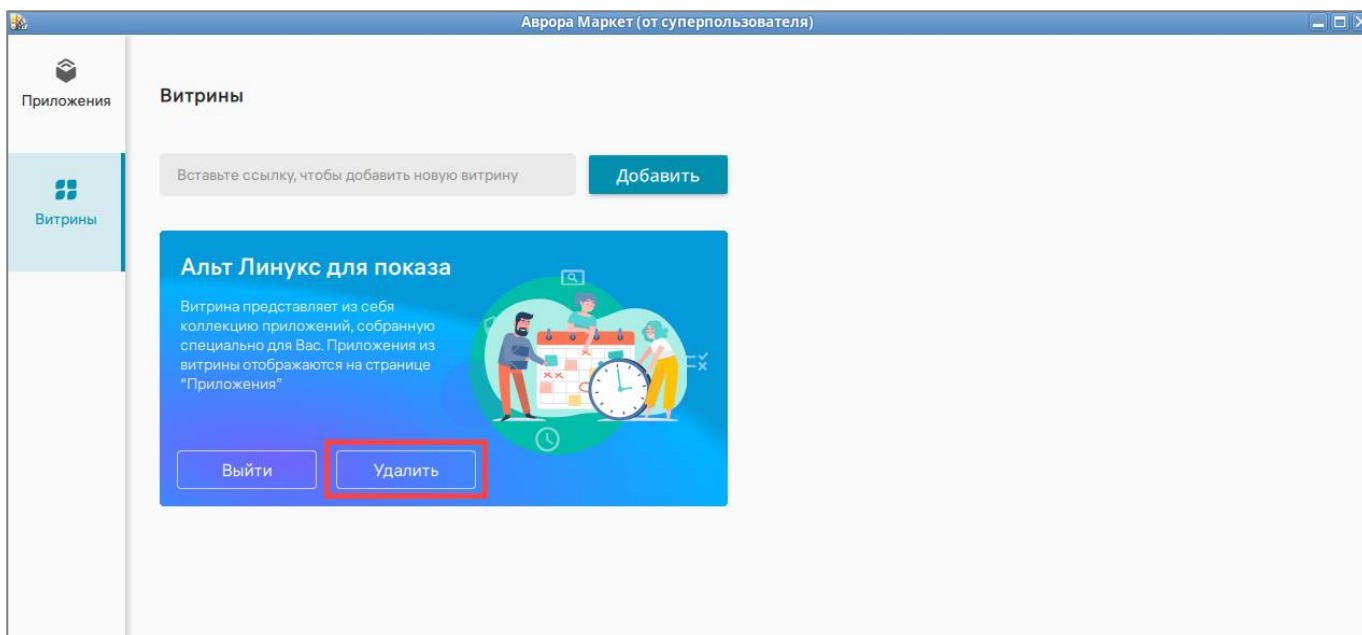 Аврора Маркет (от суперпользователя)
Приложения
Витрины
Витрины
Вставьте ссылку, чтобы добавить новую витрину
Добавить
Альт Линукс для показа
Витрина представляет из себя
коллекцию приложений, собранную
специально для Вас. Приложения из
витрины отображаются на странице
"Приложения"
Выйти
Удалить